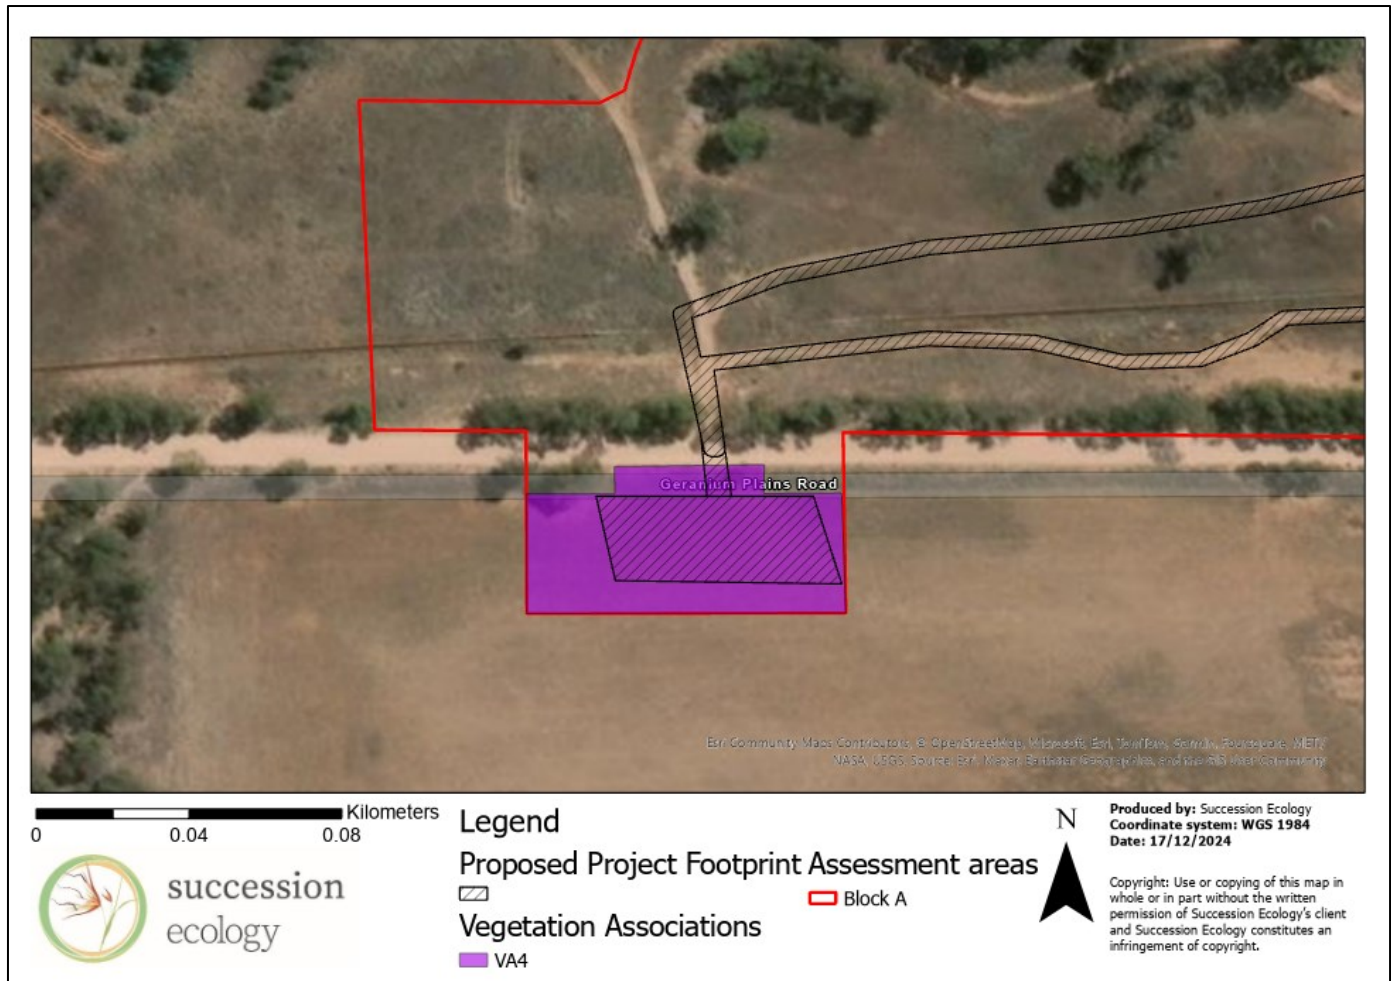 Geranium Plains Road
Esri Community Maps Contributors, © OpenStreetMap, Microsoft, Esri, TomTom, Garmin, Foursquare, METI/
NASA, USGS, Source: Esri, Maxar, Earthstar Geographics, and the GIS User Community
Kilometers
0 0.04 0.08
succession
ecology
Legend
Proposed Project Footprint
Vegetation Associations
VA4
Assessment areas
Block A
N
Produced by: Succession Ecology
Coordinate system: WGS 1984
Date: 17/12/2024
Copyright: Use or copying of this map in
whole or in part without the written
permission of Succession Ecology's client
and Succession Ecology constitutes an
infringement of copyright.